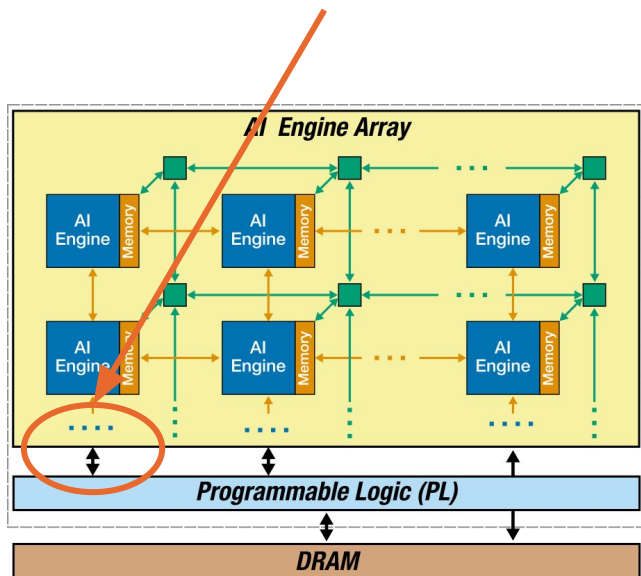 AI Engine Array
AI Engine Memory
AI Engine Memory
AI Engine Memory
AI Engine Memory
AI Engine Memory
AI Engine Memory
Programmable Logic (PL)
DRAM